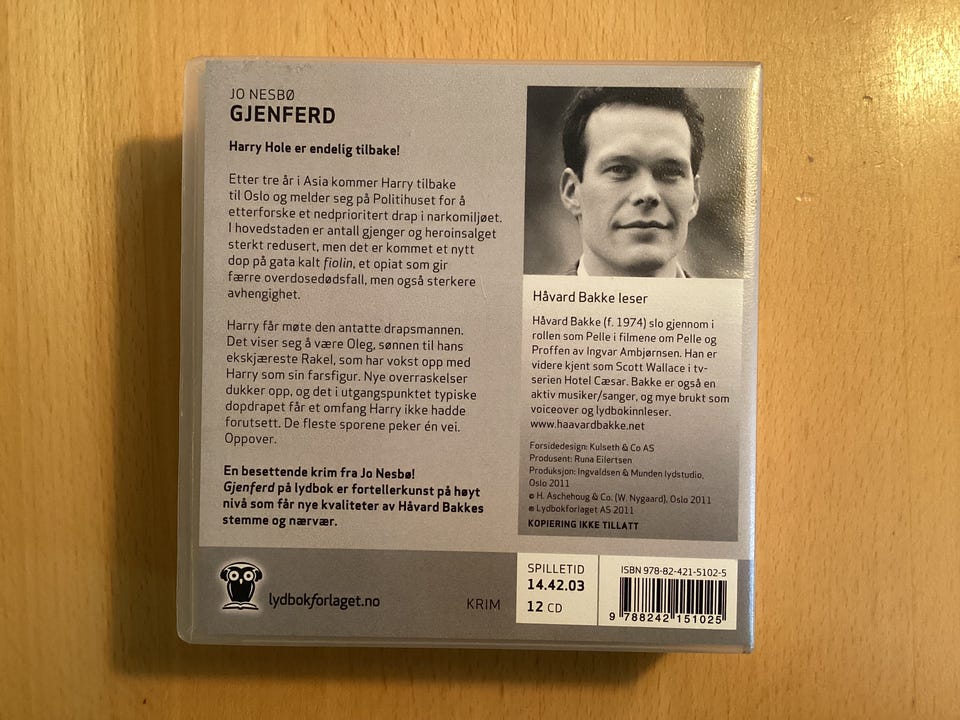 JO NESBØ
GJENFERD
Harry Hole er endelig tilbake!
Etter tre år i Asia kommer Harry tilbake
til Oslo og melder seg på Politihuset for å
etterforske et nedprioritert drap i narkomiljøet.
I hovedstaden er antall gjenger og heroinsalget
sterkt redusert, men det er kommet et nytt
dop på gata kalt fiolin, et opiat som gir
færre overdosedødsfall, men også sterkere
avhengighet.
Harry får møte den antatte drapsmannen.
Det viser seg å være Oleg, sønnen til hans
ekskjæreste Rakel, som har vokst opp med
Harry som sin farsfigur. Nye overraskelser
dukker opp, og det i utgangspunktet typiske
dopdrapet får et omfang Harry ikke hadde
forutsett. De fleste sporene peker én vei.
Oppover.
En besettende krim fra Jo Nesbø!
Gjenferd på lydbok er fortellerkunst på høyt
nivå som får nye kvaliteter av Håvard Bakkes
stemme og nærvær.
Håvard Bakke leser
Håvard Bakke (f. 1974) slo gjennom i
rollen som Pelle i filmene om Pelle og
Proffen av Ingvar Ambjørnsen. Han er
videre kjent som Scott Wallace i tv-
serien Hotel Cæsar. Bakke er også en
aktiv musiker/sanger, og mye brukt som
voiceover og lydbokinnleser.
www.haavardbakke.net
Forsidedesign: Kulseth & Co AS
Produsent: Runa Eilertsen
Produksjon: Ingvaldsen & Munden lydstudio,
Oslo 2011
© H. Aschehoug & Co. (W. Nygaard), Oslo 2011
℗ Lydbokforlaget AS 2011
KOPIERING IKKE TILLATT
lydbokforlaget.no
KRIM
SPILLETID
14.42.03
12 CD
ISBN 978-82-421-5102-5
9 788242 151025